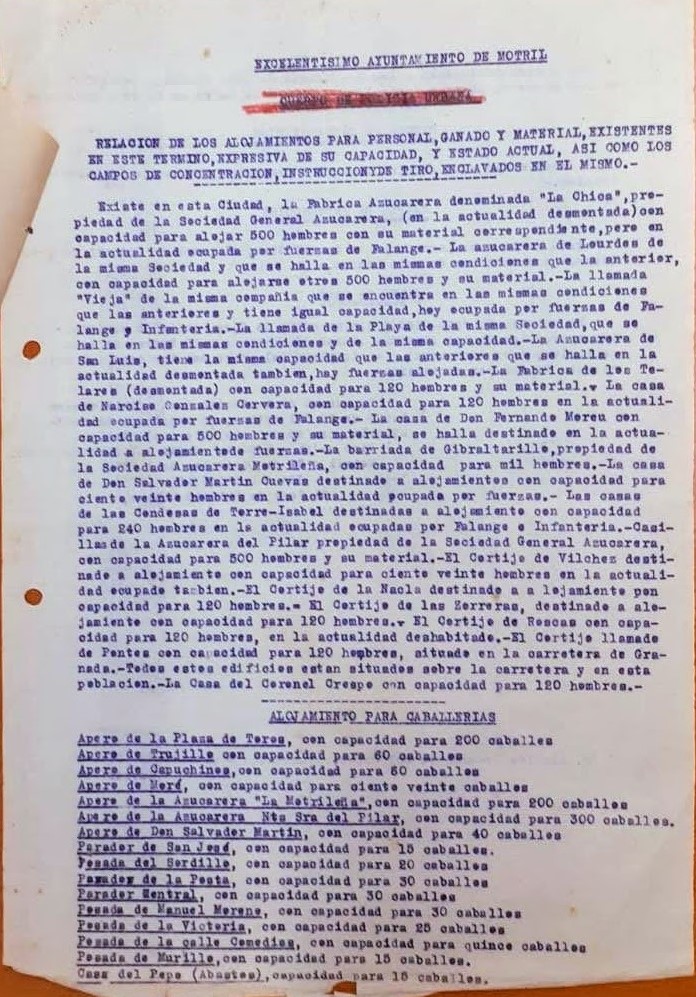 EXCELENTISIMO AYUNTAMIENTO DE MOTRIL
CUERPO DE POLICIA URBANA
RELACION DE LOS ALOJAMIENTOS PARA PERSONAL,GANADO Y MATERIAL,EXISTENTES
EN ESTE TERMINO,EXPRESIVA DE SU CAPACIDAD, Y ESTADO ACTUAL, ASI COMO LOS
CAMPOS DE CONCENTRACION,INSTRUCCIONYDE TIRO,ENCLAVADOS EN EL MISMO.-
Existe en esta Ciudad, la Fabrica Azucarera denominada "La Chica",pro-
piedad de la Sociedad General Azucarera, (en la actualidad desmontada)con
capacidad para alojar 500 hombres con su material correspondiente,pero en
la actualidad ocupada por fuerzas de Falange.- La azucarera de Lourdes de
la misma Sociedad y que se halla en las mismas condiciones que la anterior,
con capacidad para alojarse otros 500 hombres y su material.-La llamada
"Vieja" de la misma compañia que se encuentra en las mismas condiciones
que las anteriores y tiene igual capacidad,hoy ocupada por fuerzas de Fa-
lange y Infanteria.-La llamada de la Playa de la misma Sociedad,que se
halla en las mismas condiciones y de la misma capacidad.-La Azucarera de
San Luis, tiene la misma capacidad que las anteriores que se halla en la
actualidad desmontada tambien,hay fuerzas alojadas.-La Fabrica de los Te-
lares (desmontada) con capacidad para 120 hombres y su material.- La casa
de Narciso Gonzalez Cervera, con capacidad para 120 hombres en la actuali-
dad ocupada por fuerzas de Falange.- La casa de Don Fernando Moreu con
capacidad para 500 hombres y su material, se halla destinado en la actua-
lidad a alojamientode fuerzas.-La barriada de Gibraltarillo,propiedad de
la Sociedad Azucarera Motrileña, con capacidad para mil hombres.-La casa
de Don Salvador Martin Cuevas destinado a alojamientos con capacidad para
ciento veinte hombres en la actualidad ocupada por fuerzas.- Las casas
de las Condesas de Torre-Isabel destinadas a alojamiento con capacidad
para 240 hombres en la actualidad ocupadas por Falange e Infanteria.-Casi-
llasde la Azucarera del Pilar propiedad de la Sociedad General Azucarera,
con capacidad para 500 hombres y su material.-El Cortijo de Vilchez desti-
nado a alojamiento con capacidad para ciento veinte hombres en la actuali-
dad ocupado tambien.-El Cortijo de la Nacla destinado a a lojamiento pon
capacidad para 120 hombres.- El Cortijo de las Zorreras, destinado a alo-
jamiento con capacidad para 120 hombres.- El Cortijo de Roscas con capa-
cidad para 120 hombres, en la actualidad deshabitado.-El Cortijo llamado
de Pontes con capacidad para 120 hombres, situado en la carretera de Gra-
nada.-Todos estos edificios estan situados sobre la carretera y en esta
poblacion.-La Casa del Coronel Crespo con capacidad para 120 hombres.-
ALOJAMIENTO PARA CABALLERIAS
Apero de la Plaza de Toros, con capacidad para 200 caballos
Apero de Trujillo con capacidad para 60 caballos
Apero de Capuchinos,con capacidad para 50 caballos
Apero de Moré, con capacidad para ciento veinte caballos
Apero de la Azucarera "La Motrileña",con capacidad para 200 caballos
Apero de la Azucarera Nts Sra del Pilar, con capacidad para 300 caballos.
Apero de Don Salvador Martin, con capacidad para 40 caballos
Parador de San José, con capacidad para 15 caballos.
Posada del Sordillo, con capacidad para 20 caballos
Parador de la Posta, con capacidad para 30 caballos
Parador Central, con capacidad para 30 caballos
Posada de Manuel Moreno, con capacidad para 30 caballos
Posada de la Victoria, con capacidad para 25 caballos
Posada de la calle Comedias, con capacidad para quince caballos
Posada de Murillo,con capacidad para 15 caballos.
Casa del Pepe (Abastos),capacidad para 15 caballos.